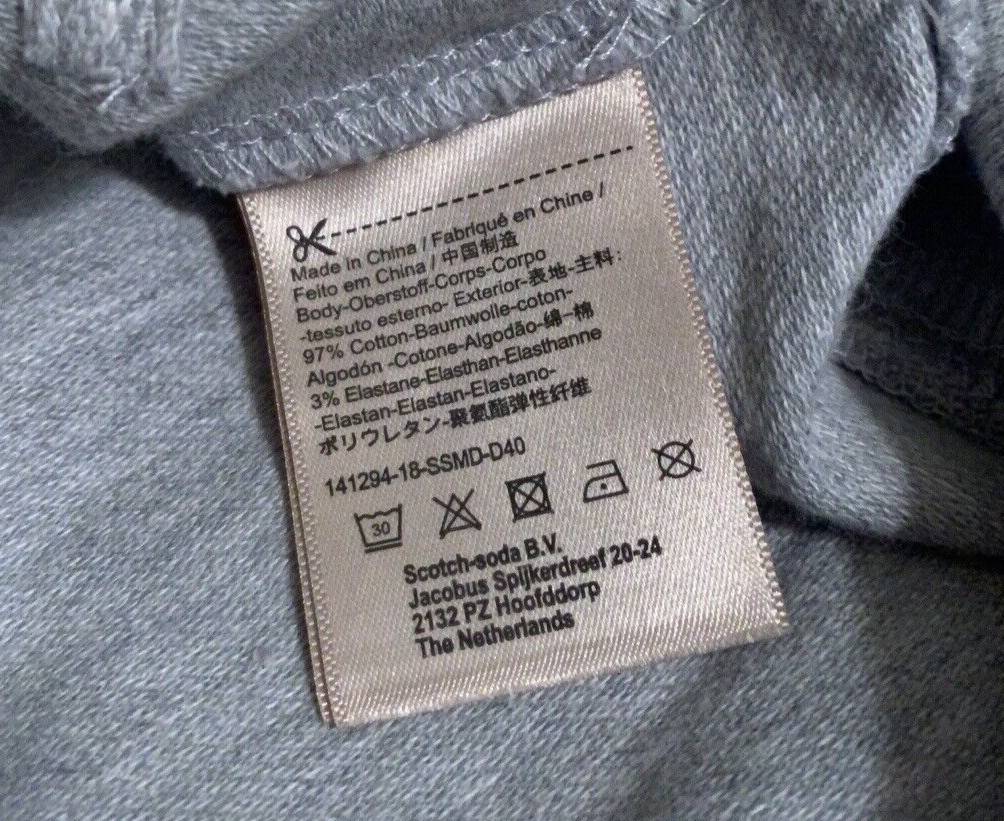 Made in China / Fabriqué en Chine /
Feito em China / 中国制造
Body-Oberstoff-Corps-Corpo
-tessuto esterno- Exterior-表地-主料:
97% Cotton-Baumwolle-coton-
Algodón -Cotone-Algodão-綿-棉
3% Elastane-Elasthan-Elasthanne
-Elastan-Elastan-Elastano-
ポリウレタン-聚氨酯弹性纤维
141294-18-SSMD-D40
30
Scotch-soda B.V.
Jacobus Spijkerdreef 20-24
2132 PZ Hoofddorp
The Netherlands